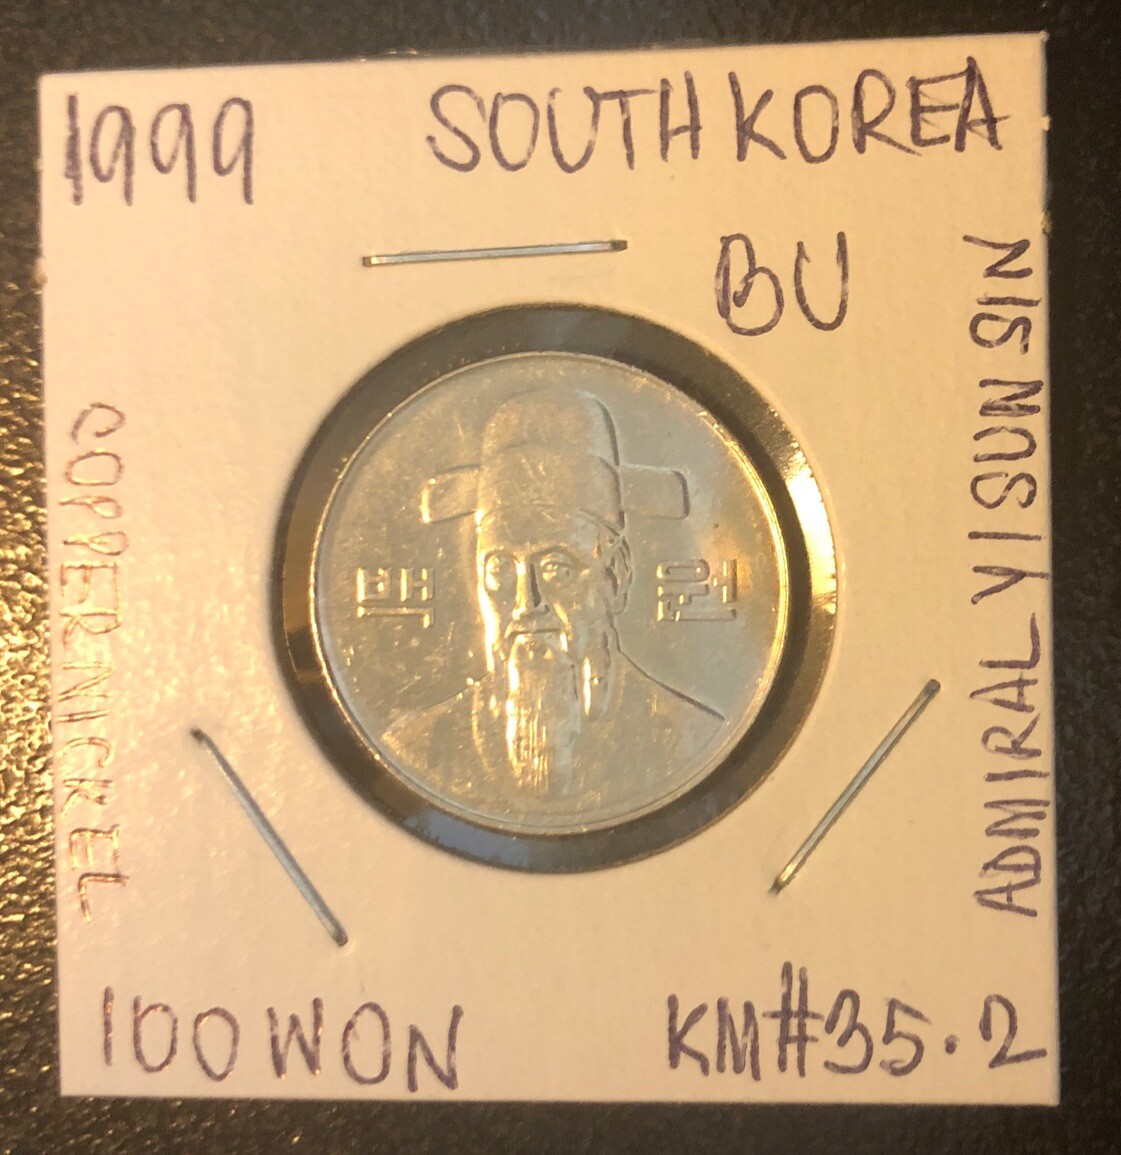 1999 SOUTH KOREA
BU
COPPERNICKEL
ADMIRAL YI SUN SIN
백 원
100 WON KM#35.2